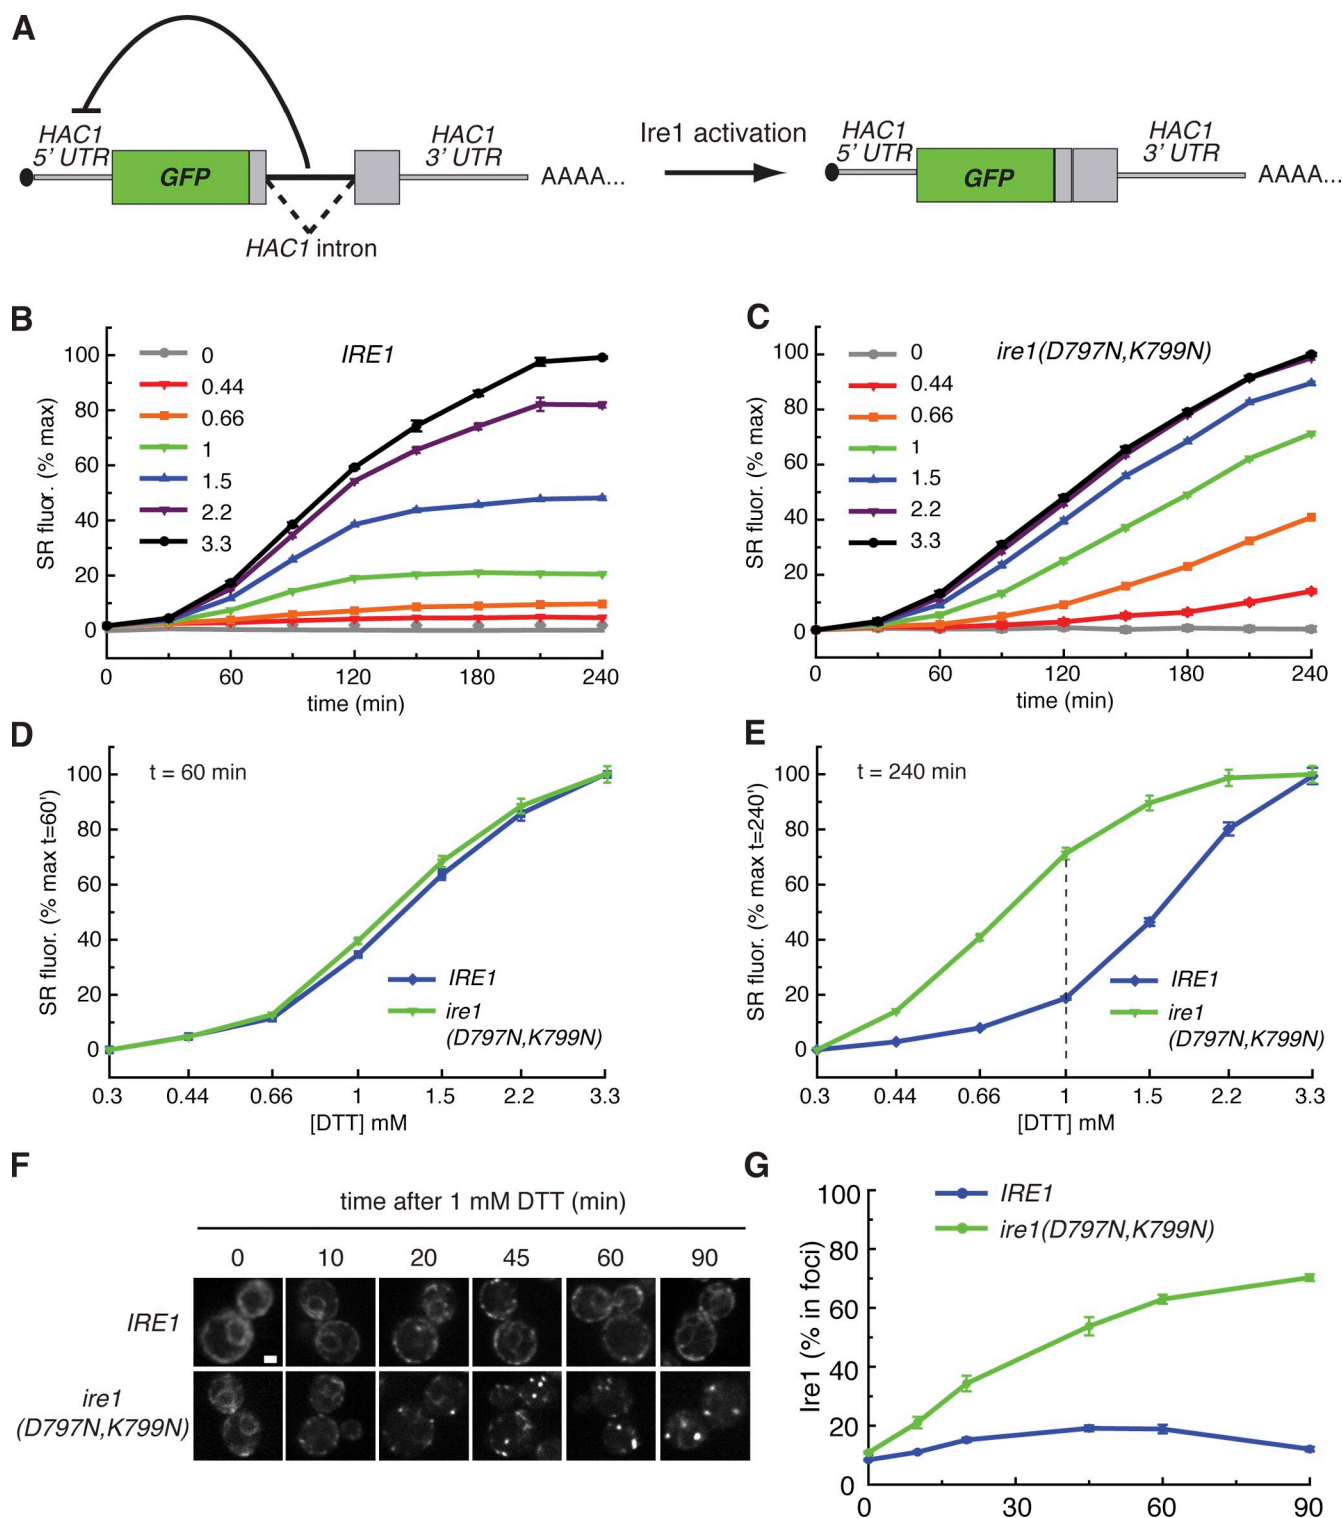 A
HAC1
5’ UTR
GFP
HAC1
3’ UTR
AAAA...
HAC1 intron
Ire1 activation
HAC1
5’ UTR
GFP
HAC1
3’ UTR
AAAA...
B
IRE1
SR fluor. (% max)
100
80
60
40
20
0
0
0.44
0.66
1
1.5
2.2
3.3
0 60 120 180 240
time (min)
C
ire1(D797N,K799N)
SR fluor. (% max)
100
80
60
40
20
0
0
0.44
0.66
1
1.5
2.2
3.3
0 60 120 180 240
time (min)
D
t = 60 min
SR fluor. (% max t=60')
100
80
60
40
20
0
IRE1
ire1
(D797N,K799N)
0.3 0.44 0.66 1 1.5 2.2 3.3
[DTT] mM
E
t = 240 min
SR fluor. (% max t=240')
100
80
60
40
20
0
IRE1
ire1
(D797N,K799N)
0.3 0.44 0.66 1 1.5 2.2 3.3
[DTT] mM
F
time after 1 mM DTT (min)
0 10 20 45 60 90
IRE1
ire1
(D797N,K799N)
G
IRE1
ire1(D797N,K799N)
Ire1 (% in foci)
100
80
60
40
20
0
0 30 60 90